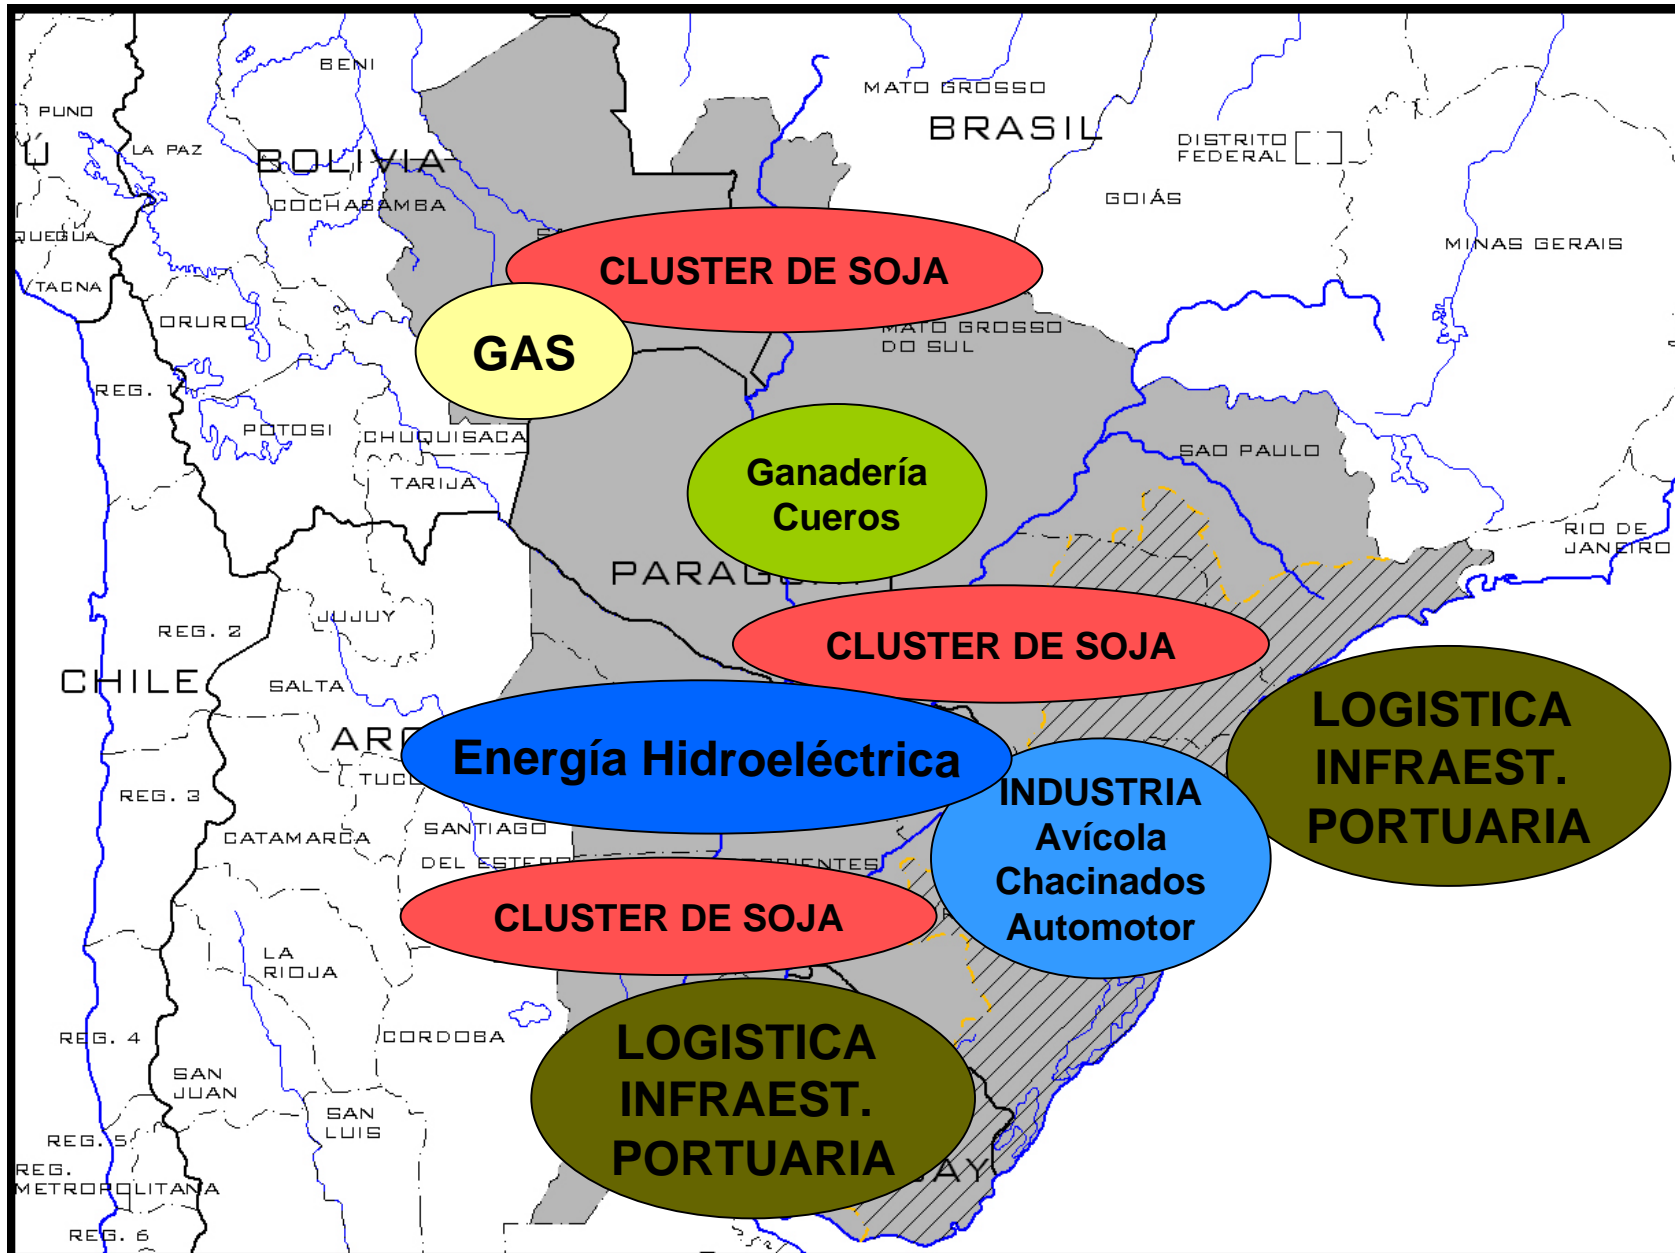 BENI
MATO GROSSO
PUNO
BRASIL
DISTRITO
FEDERAL
LA PAZ
Ú
BOLIVIA
GOIÁS
COCHABAMBA
QUEGUA
MINAS GERAIS
CLUSTER DE SOJA
TACNA
ORURO
MATO GROSSO
DO SUL
GAS
REG. 1
POTOSI
CHUQUISACA
SAO PAULO
Ganadería
Cueros
TARIJA
RIO DE
JANEIRO
JUJUY
REG. 2
CLUSTER DE SOJA
CHILE
SALTA
LOGISTICA
INFRAEST.
PORTUARIA
Energía Hidroeléctrica
REG. 3
INDUSTRIA
Avícola
Chacinados
Automotor
CATAMARCA
SANTIAGO
DEL ESTERO
CLUSTER DE SOJA
LA
RIOJA
REG. 4
CORDOBA
LOGISTICA
INFRAEST.
PORTUARIA
SAN
JUAN
SAN
LUIS
REG. 5
REG.
METROPOLITANA
REG. 6